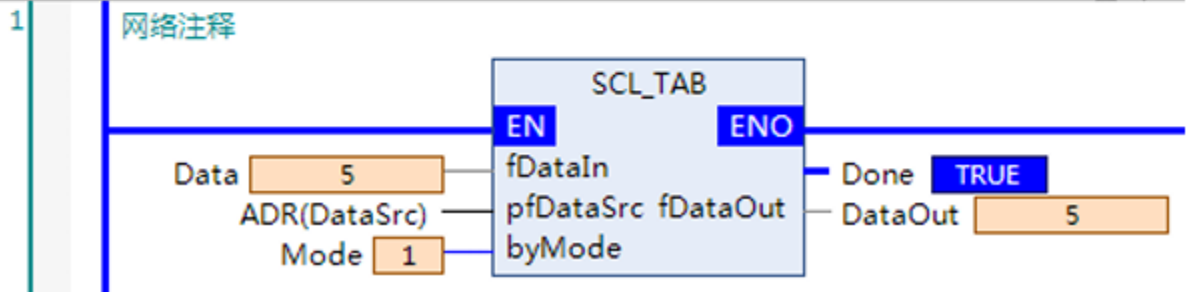 1 网络注释
SCL_TAB
EN ENO
Data 5 fDataIn Done TRUE
ADR(DataSrc) pfDataSrc fDataOut DataOut 5
Mode 1 byMode